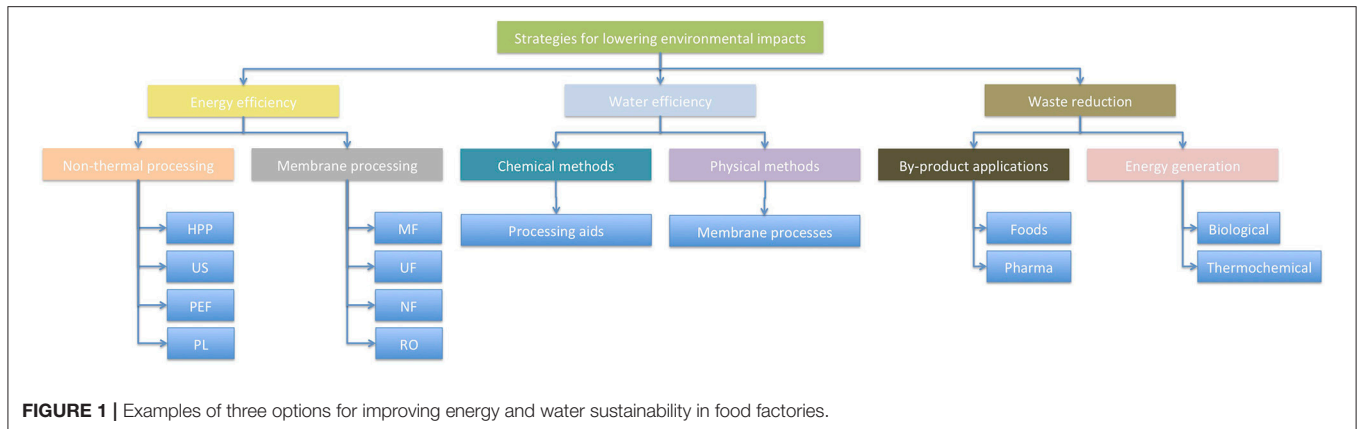 Strategies for lowering environmental impacts
Energy efficiency
Water efficiency
Waste reduction
Non-thermal processing
Membrane processing
Chemical methods
Physical methods
By-product applications
Energy generation
HPP
US
PEF
PL
MF
UF
NF
RO
Processing aids
Membrane processes
Foods
Pharma
Biological
Thermochemical
FIGURE 1 | Examples of three options for improving energy and water sustainability in food factories.